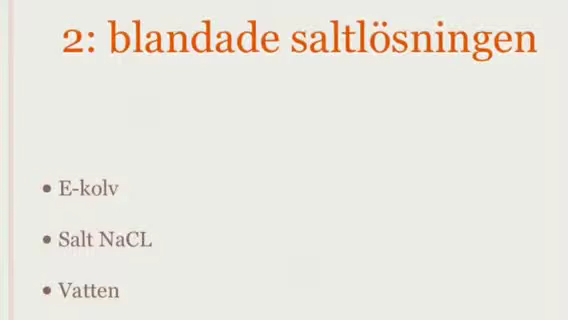 2: blandade saltlösningen
• E-kolv
• Salt NaCL
• Vatten